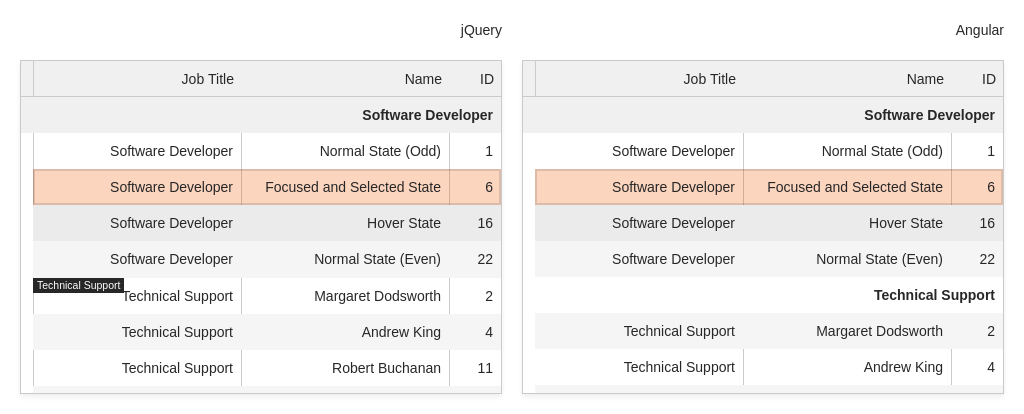 jQuery
Job Title Name ID
Software Developer
Software Developer Normal State (Odd) 1
Software Developer Focused and Selected State 6
Software Developer Hover State 16
Software Developer Normal State (Even) 22
Technical Support
Technical Support Margaret Dodsworth 2
Technical Support Andrew King 4
Technical Support Robert Buchanan 11
Angular
Job Title Name ID
Software Developer
Software Developer Normal State (Odd) 1
Software Developer Focused and Selected State 6
Software Developer Hover State 16
Software Developer Normal State (Even) 22
Technical Support
Technical Support Margaret Dodsworth 2
Technical Support Andrew King 4